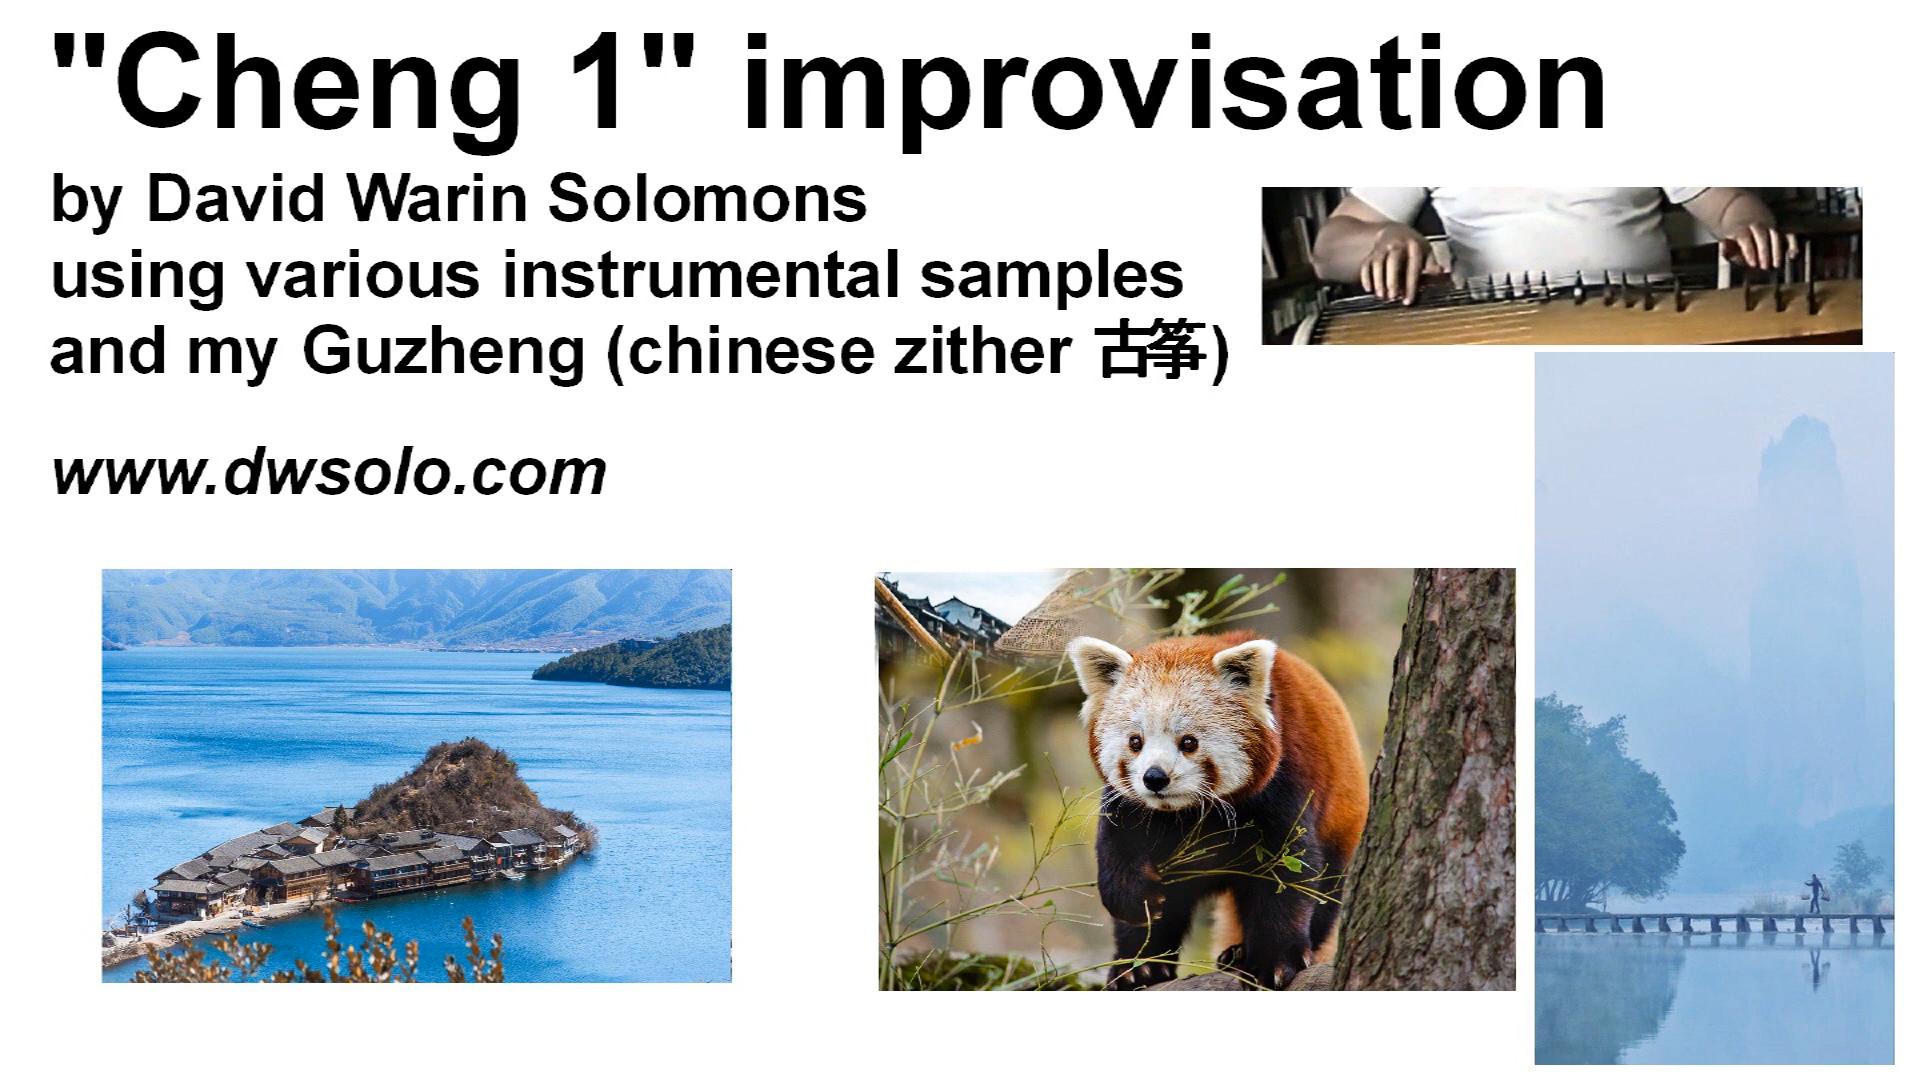 "Cheng 1" improvisation
by David Warin Solomons
using various instrumental samples
and my Guzheng (chinese zither 古筝)
www.dwsolo.com